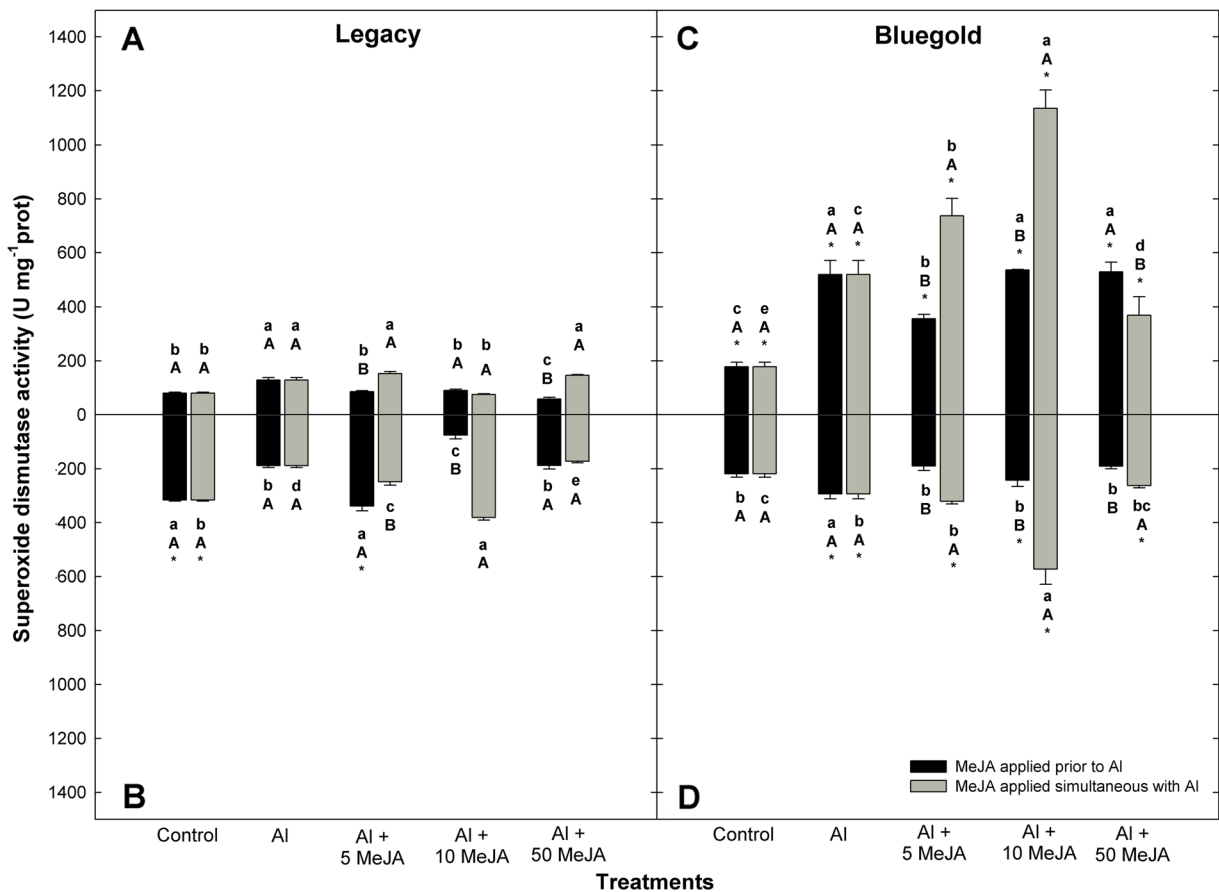 A
Legacy
C
Bluegold
1400
1200
1000
800
600
400
200
0
200
400
600
800
1000
1200
1400
Superoxide dismutase activity (U mg⁻¹prot)
b b a a b a b b c a
A A A A B A A A B A
a b b d a c c a b e
A A A A A B B A A A
* * *
c e a c b b a a a d
A A A A B A B A A B
* * * * * * * * * *
b c a b b b b a b bc
A A A A B A B A B A
* * * * * *
B
D
MeJA applied prior to Al
MeJA applied simultaneous with Al
Control Al Al + Al + Al + Control Al Al + Al + Al +
5 MeJA 10 MeJA 50 MeJA 5 MeJA 10 MeJA 50 MeJA
Treatments